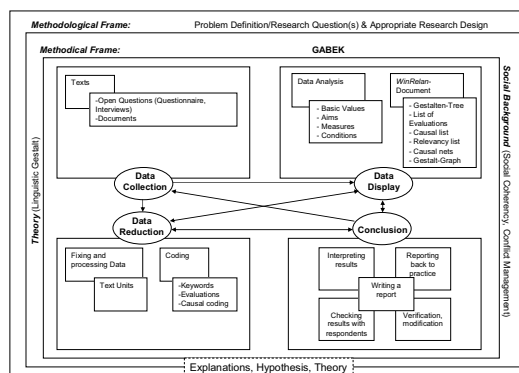 Methodological Frame: Problem Definition/Research Question(s) & Appropriate Research Design
Methodical Frame: GABEK
Theory (Linguistic Gestalt)
Social Background (Social Coherency, Conflict Management)
Texts
-Open Questions (Questionnaire,
Interviews)
-Documents
Data Analysis
- Basic Values
- Aims
- Measures
- Conditions
WinRelan-
Document
- Gestalten-Tree
- List of
Evaluations
- Causal list
- Relevancy list
- Causal nets
- Gestalt-Graph
Data
Collection
Data
Display
Data
Reduction
Conclusion
Fixing and
processing Data
Text Units
Coding
-Keywords
-Evaluations
-Causal coding
Interpreting
results
Reporting
back to
practice
Writing a
report
Checking
results with
respondents
Verification,
modification
Explanations, Hypothesis, Theory